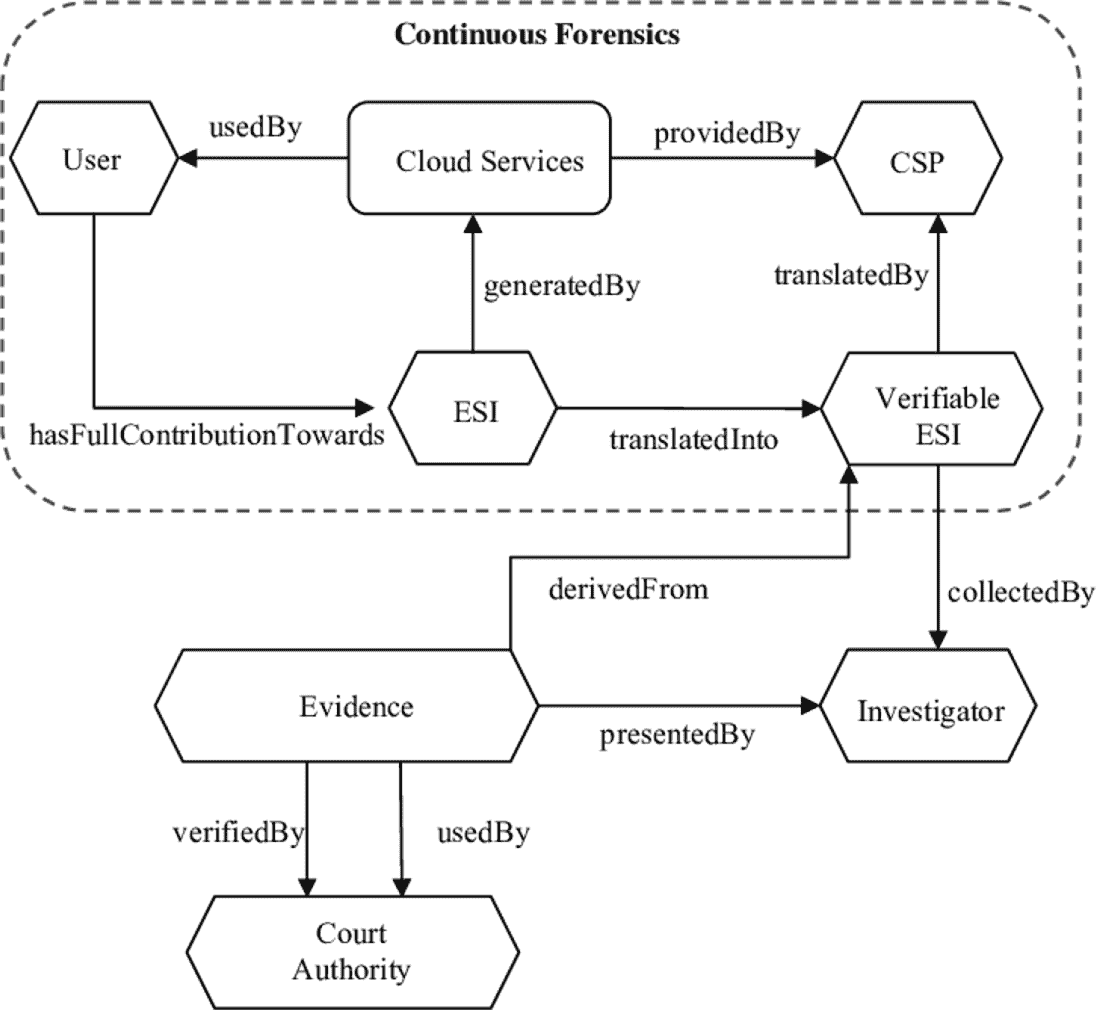 Continuous Forensics
usedBy
providedBy
User
Cloud Services
CSP
generatedBy
translatedBy
hasFullContributionTowards
ESI
translatedInto
Verifiable
ESI
derivedFrom
collectedBy
Evidence
presentedBy
Investigator
verifiedBy
usedBy
Court
Authority